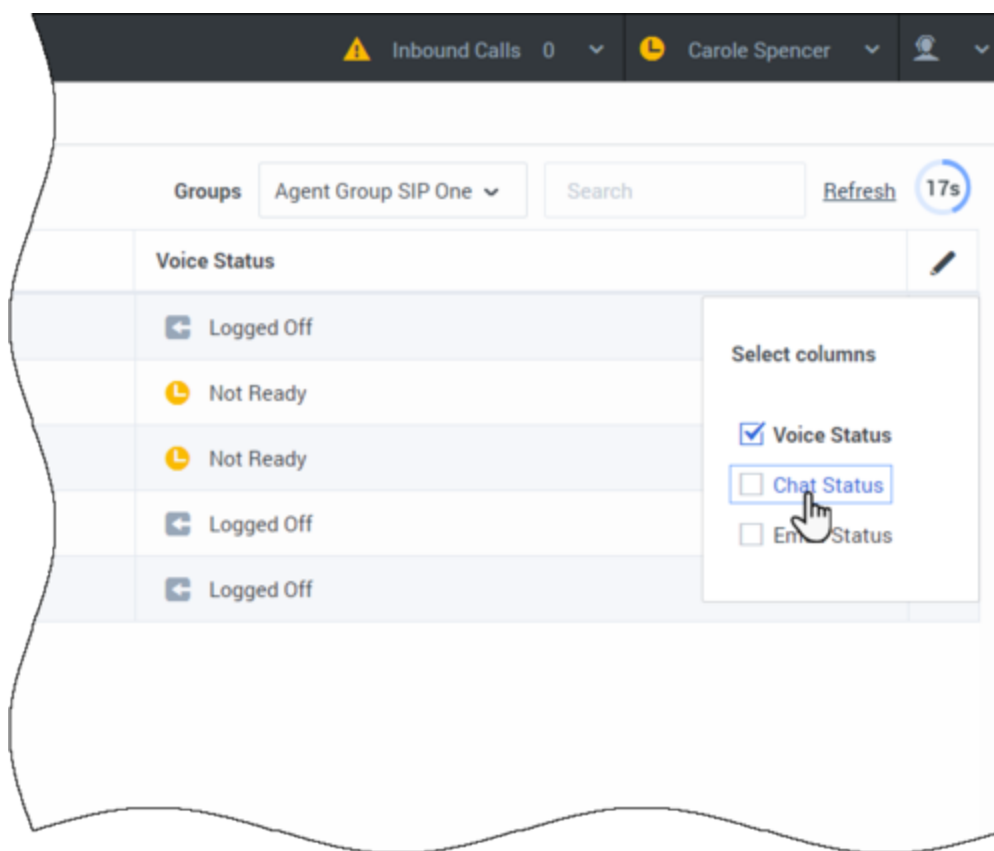 Inbound Calls 0 Carole Spencer
Groups Agent Group SIP One Search Refresh 17s
Voice Status
Logged Off
Select columns
Not Ready
Voice Status
Not Ready
Chat Status
Logged Off
Status
Logged Off